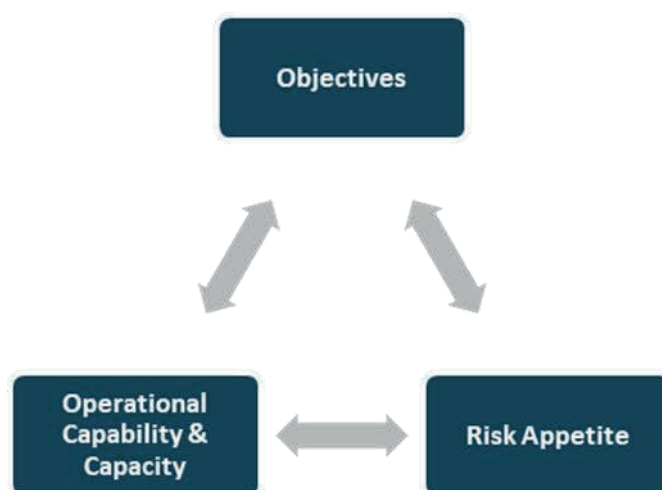 Objectives
Operational
Capability &
Capacity
Risk Appetite